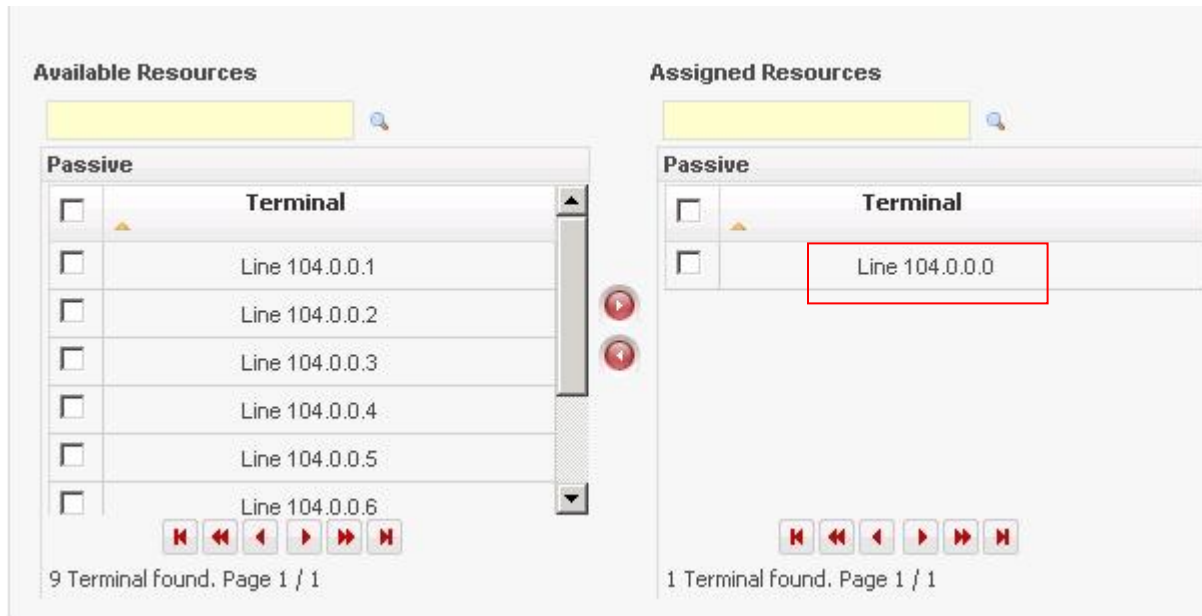 Available Resources
Passive
Terminal
Line 104.0.0.1
Line 104.0.0.2
Line 104.0.0.3
Line 104.0.0.4
Line 104.0.0.5
Line 104.0.0.6
9 Terminal found. Page 1 / 1
Assigned Resources
Passive
Terminal
Line 104.0.0.0
1 Terminal found. Page 1 / 1